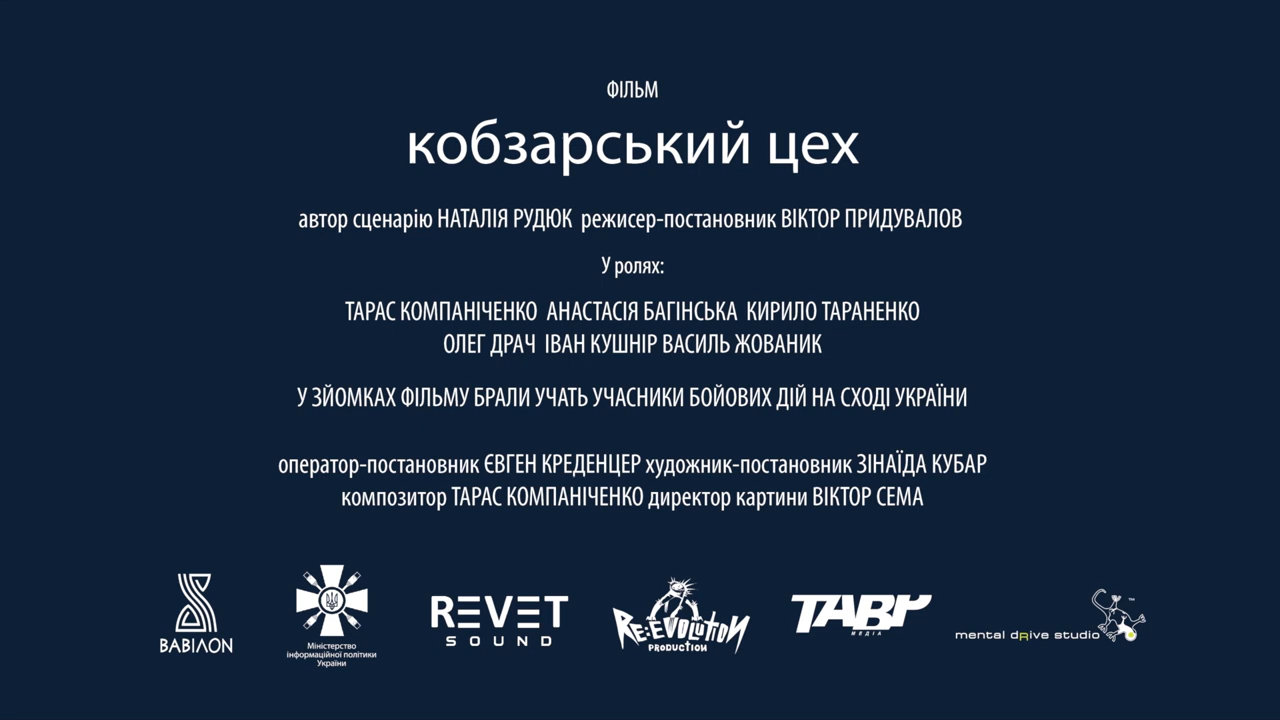 ФІЛЬМ
кобзарський цех
автор сценарію НАТАЛІЯ РУДЮК режисер-постановник ВІКТОР ПРИДУВАЛОВ
У ролях:
ТАРАС КОМПАНІЧЕНКО АНАСТАСІЯ БАГІНСЬКА КИРИЛО ТАРАНЕНКО
ОЛЕГ ДРАЧ ІВАН КУШНІР ВАСИЛЬ ЖОВАНИК
У ЗЙОМКАХ ФІЛЬМУ БРАЛИ УЧАТЬ УЧАСНИКИ БОЙОВИХ ДІЙ НА СХОДІ УКРАЇНИ
оператор-постановник ЄВГЕН КРЕДЕНЦЕР художник-постановник ЗІНАЇДА КУБАР
композитор ТАРАС КОМПАНІЧЕНКО директор картини ВІКТОР СЕМА
ВАВІЛОН
Міністерство
інформаційної політики
України
REVET
SOUND
RE:EVOLUTION
PRODUCTION
ТАВР
МЕДІА
mental drive studio™